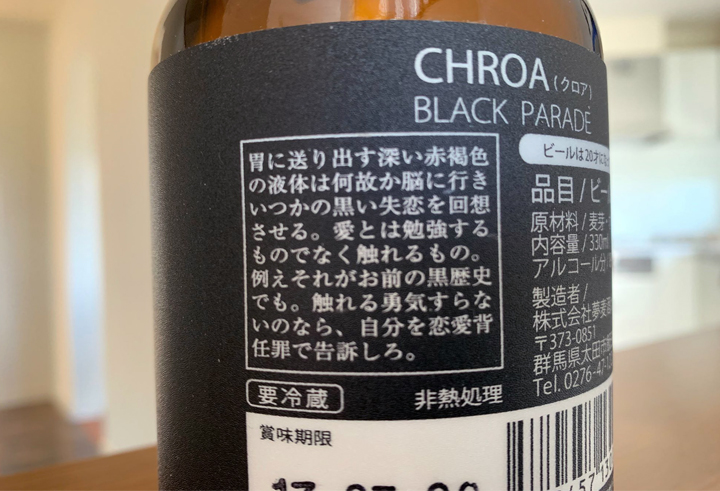 CHROA(クロア)
BLACK PARADE
胃に送り出す深い赤褐色
の液体は何故か脳に行き
いつかの黒い失恋を回想
させる。愛とは勉強する
ものでなく触れるもの。
例えそれがお前の黒歴史
でも。触れる勇気すらな
いのなら、自分を恋愛背
任罪で告訴しろ。
要冷蔵
非熱処理
賞味期限
ビールは20才にな
品目/ビー
原材料/麦芽・
内容量/330ml
アルコール分
製造者/
株式会社夢麦
〒373-0851
群馬県太田市
Tel. 0276-47-